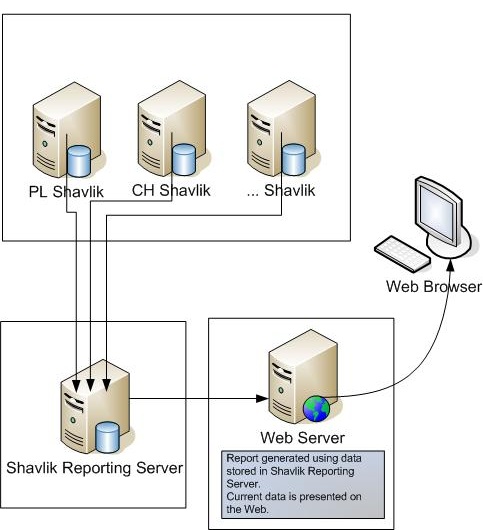 PL Shavlik
CH Shavlik
... Shavlik
Web Browser
Shavlik Reporting Server
Web Server
Report generated using data
stored in Shavlik Reporting
Server.
Current data is presented on
the Web.